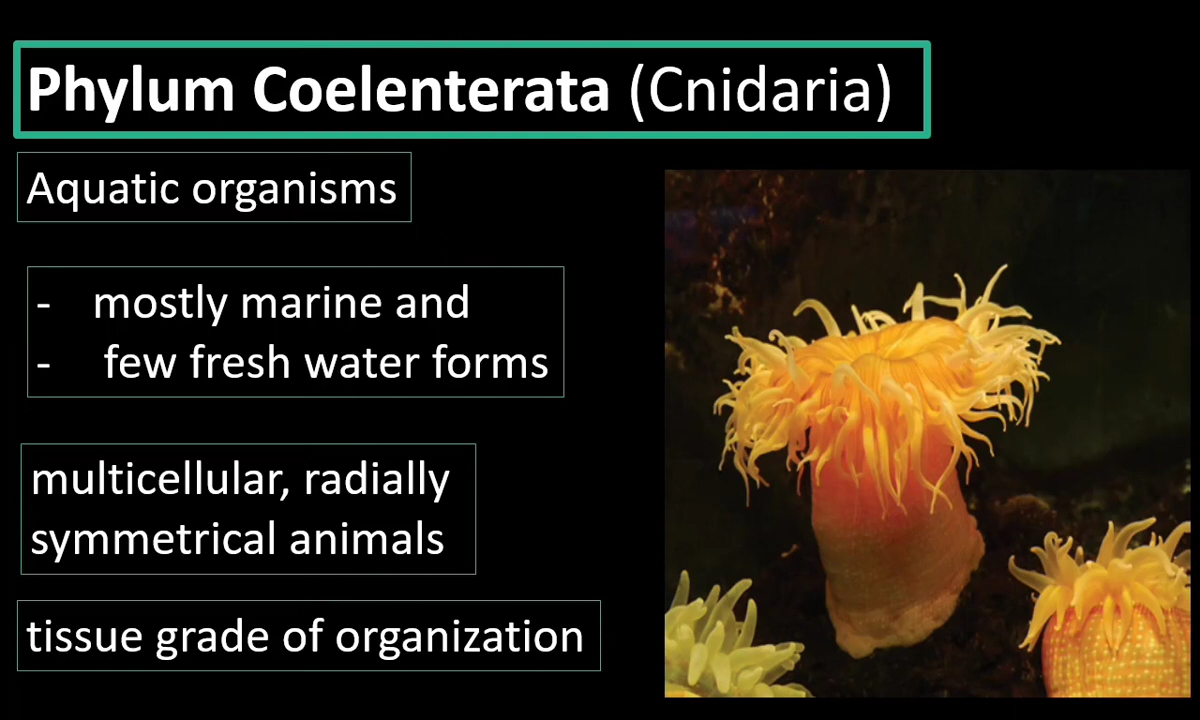 Phylum Coelenterata (Cnidaria)
Aquatic organisms
- mostly marine and
- few fresh water forms
multicellular, radially
symmetrical animals
tissue grade of organization